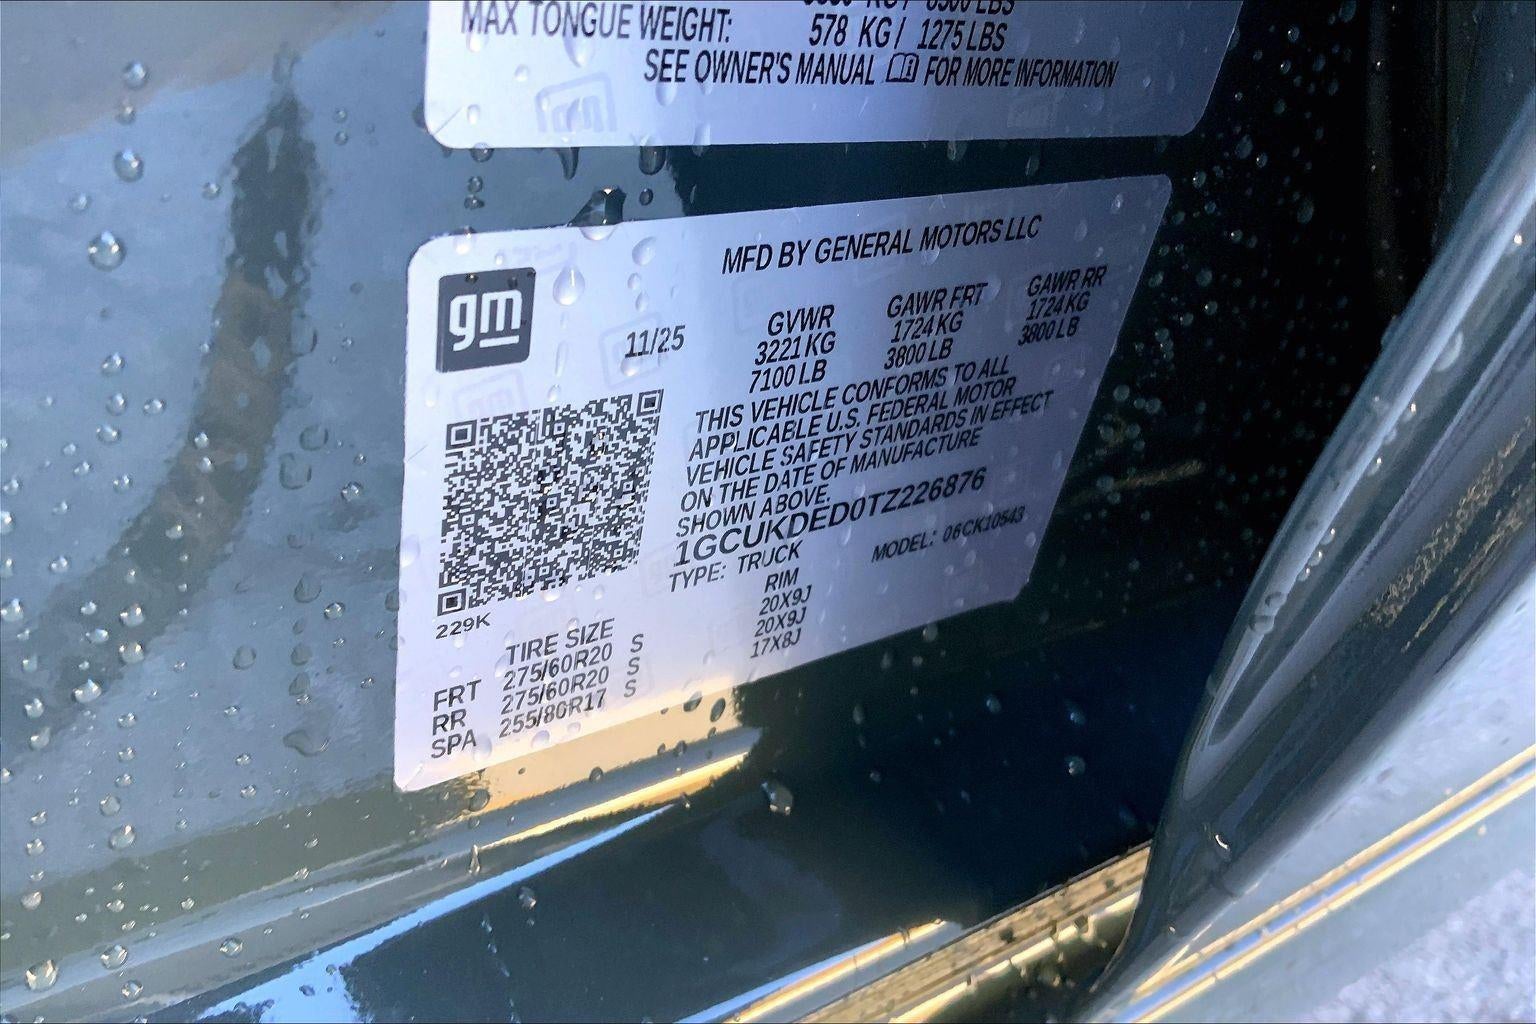 MAX TONGUE WEIGHT: 578 KG / 1275 LBS
SEE OWNER'S MANUAL FOR MORE INFORMATION
MFD BY GENERAL MOTORS LLC
gm
11/25
GVWR GAWR FRT GAWR RR
3221 KG 1724 KG 1724 KG
7100 LB 3800 LB 3800 LB
THIS VEHICLE CONFORMS TO ALL
APPLICABLE U.S. FEDERAL MOTOR
VEHICLE SAFETY STANDARDS IN EFFECT
ON THE DATE OF MANUFACTURE
SHOWN ABOVE.
1GCUKDED0TZ226876
TYPE: TRUCK MODEL: 06CK10543
229K
TIRE SIZE RIM
FRT 275/60R20 S 20X9J
RR 275/60R20 S 20X9J
SPA 255/80R17 S 17X8J